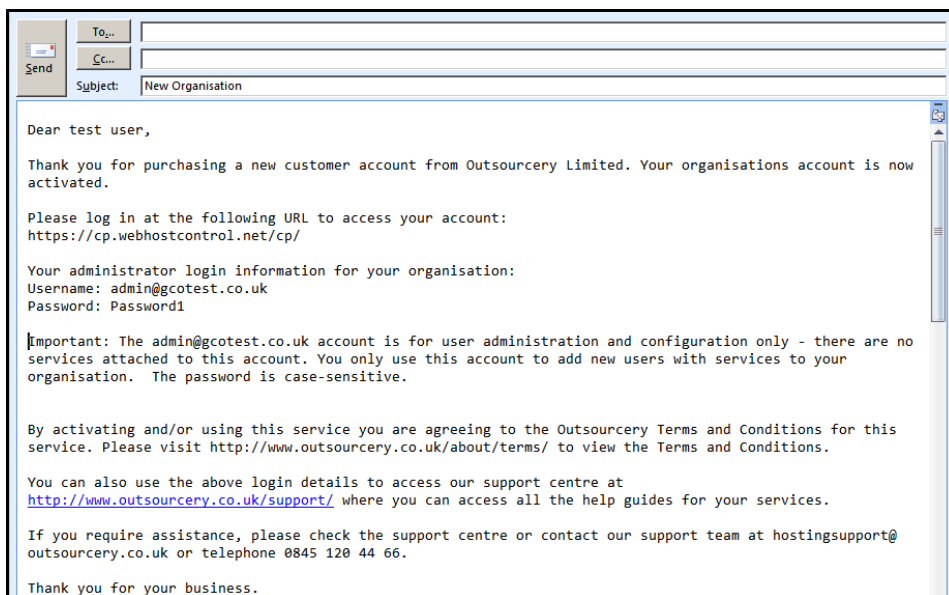 To...
Cc...
Send
Subject: New Organisation
Dear test user,
Thank you for purchasing a new customer account from Outsourcery Limited. Your organisations account is now
activated.
Please log in at the following URL to access your account:
https://cp.webhostcontrol.net/cp/
Your administrator login information for your organisation:
Username: admin@gcotest.co.uk
Password: Password1
Important: The admin@gcotest.co.uk account is for user administration and configuration only - there are no
services attached to this account. You only use this account to add new users with services to your
organisation.  The password is case-sensitive.
By activating and/or using this service you are agreeing to the Outsourcery Terms and Conditions for this
service. Please visit http://www.outsourcery.co.uk/about/terms/ to view the Terms and Conditions.
You can also use the above login details to access our support centre at
http://www.outsourcery.co.uk/support/ where you can access all the help guides for your services.
If you require assistance, please check the support centre or contact our support team at hostingsupport@
outsourcery.co.uk or telephone 0845 120 44 66.
Thank you for your business.